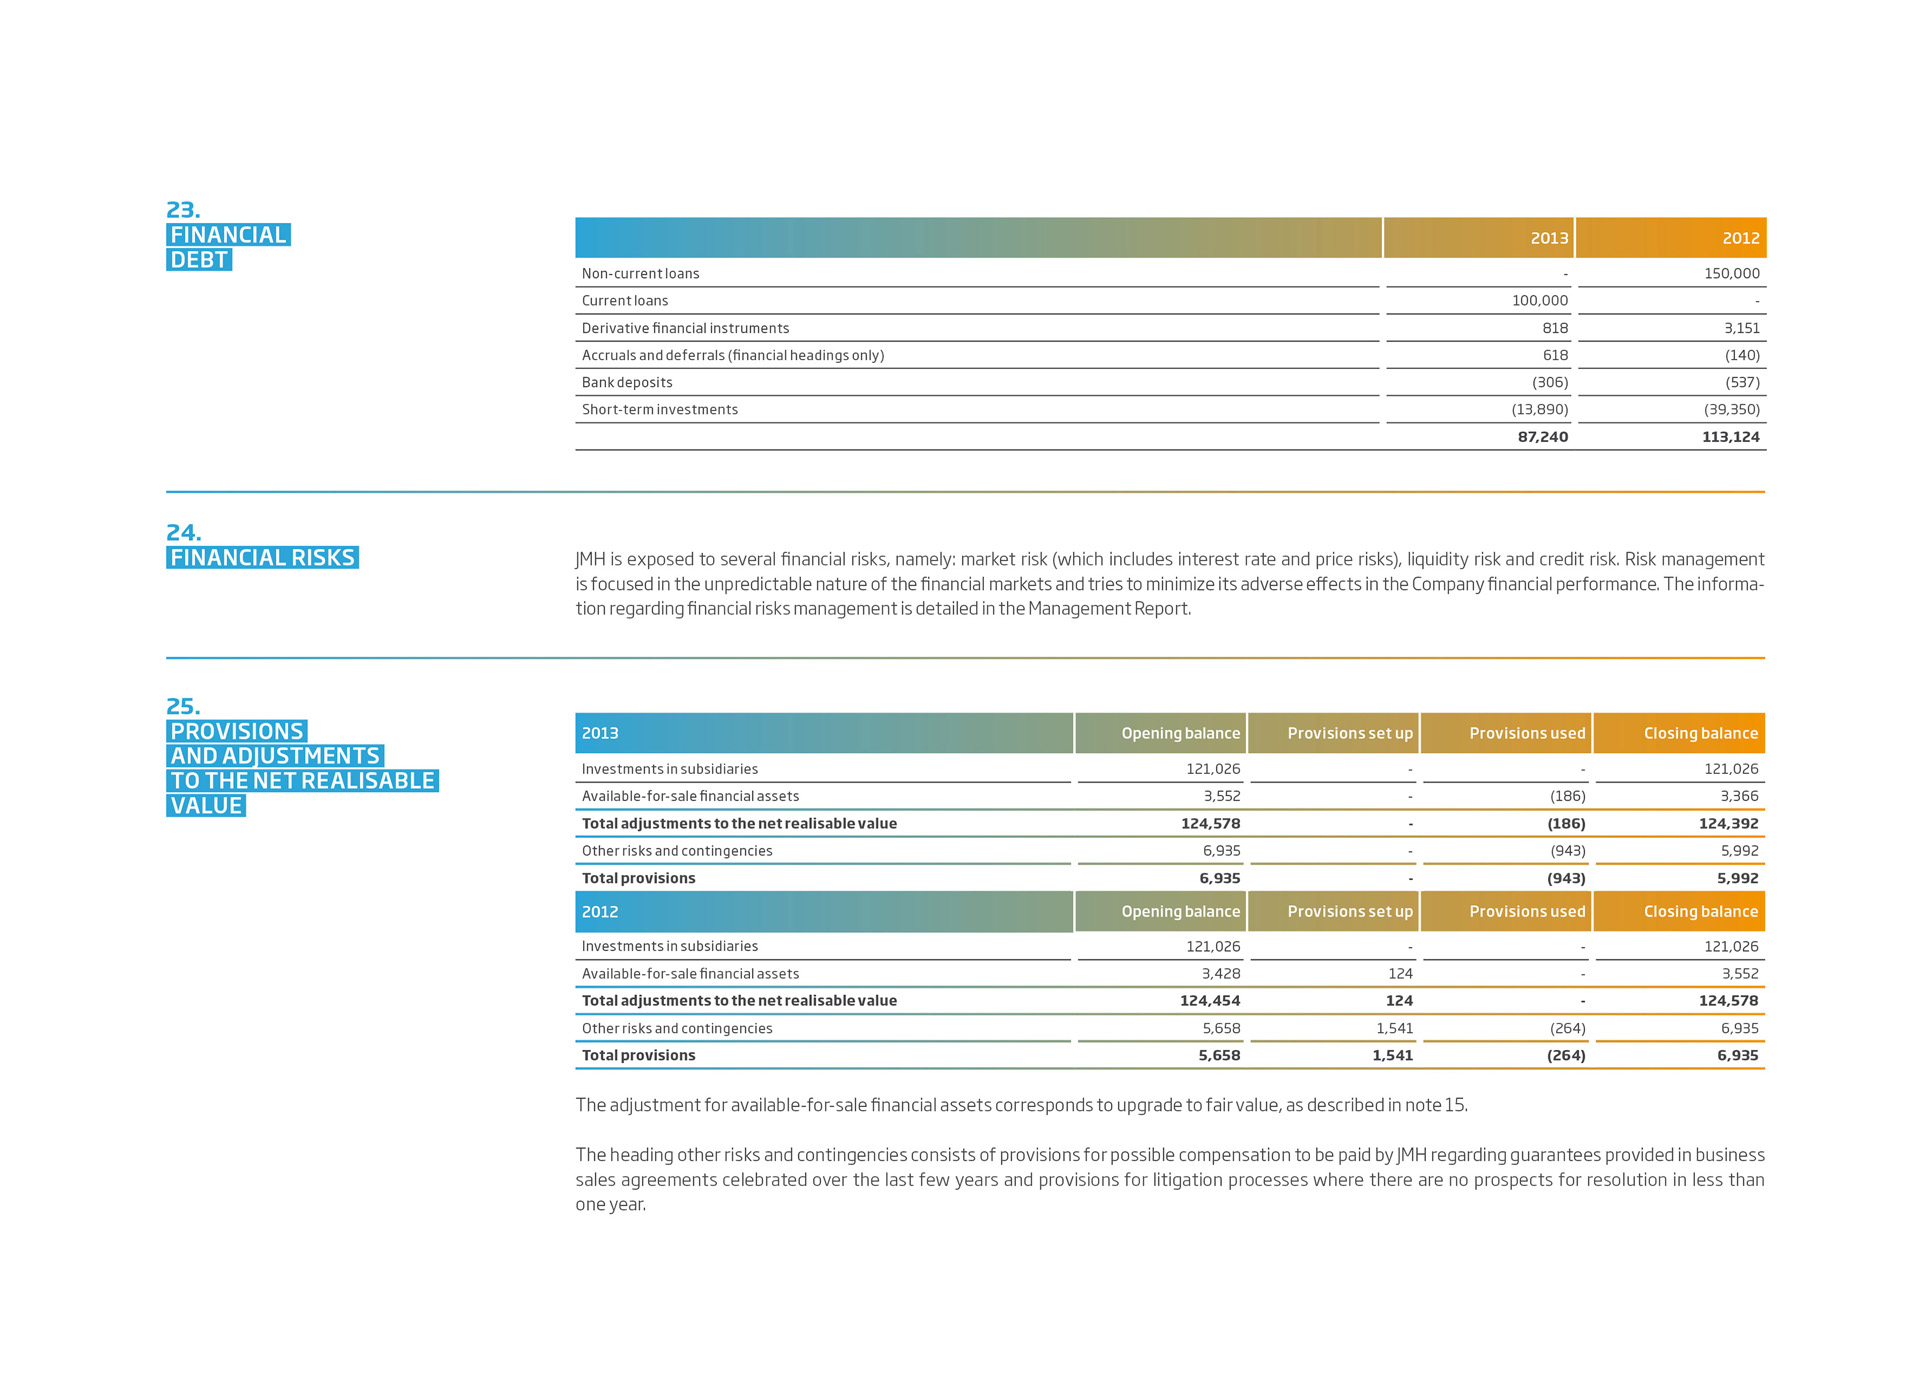 23.
FINANCIAL
DEBT
2013 2012
Non-current loans - 150,000
Current loans 100,000 -
Derivative financial instruments 818 3,151
Accruals and deferrals (financial headings only) 618 (140)
Bank deposits (306) (537)
Short-term investments (13,890) (39,350)
87,240 113,124
24.
FINANCIAL RISKS
JMH is exposed to several financial risks, namely: market risk (which includes interest rate and price risks), liquidity risk and credit risk. Risk management
is focused in the unpredictable nature of the financial markets and tries to minimize its adverse effects in the Company financial performance. The informa-
tion regarding financial risks management is detailed in the Management Report.
25.
PROVISIONS
AND ADJUSTMENTS
TO THE NET REALISABLE
VALUE
2013 Opening balance Provisions set up Provisions used Closing balance
Investments in subsidiaries 121,026 - - 121,026
Available-for-sale financial assets 3,552 - (186) 3,366
Total adjustments to the net realisable value 124,578 - (186) 124,392
Other risks and contingencies 6,935 - (943) 5,992
Total provisions 6,935 - (943) 5,992
2012 Opening balance Provisions set up Provisions used Closing balance
Investments in subsidiaries 121,026 - - 121,026
Available-for-sale financial assets 3,428 124 - 3,552
Total adjustments to the net realisable value 124,454 124 - 124,578
Other risks and contingencies 5,658 1,541 (264) 6,935
Total provisions 5,658 1,541 (264) 6,935
The adjustment for available-for-sale financial assets corresponds to upgrade to fair value, as described in note 15.
The heading other risks and contingencies consists of provisions for possible compensation to be paid by JMH regarding guarantees provided in business
sales agreements celebrated over the last few years and provisions for litigation processes where there are no prospects for resolution in less than
one year.